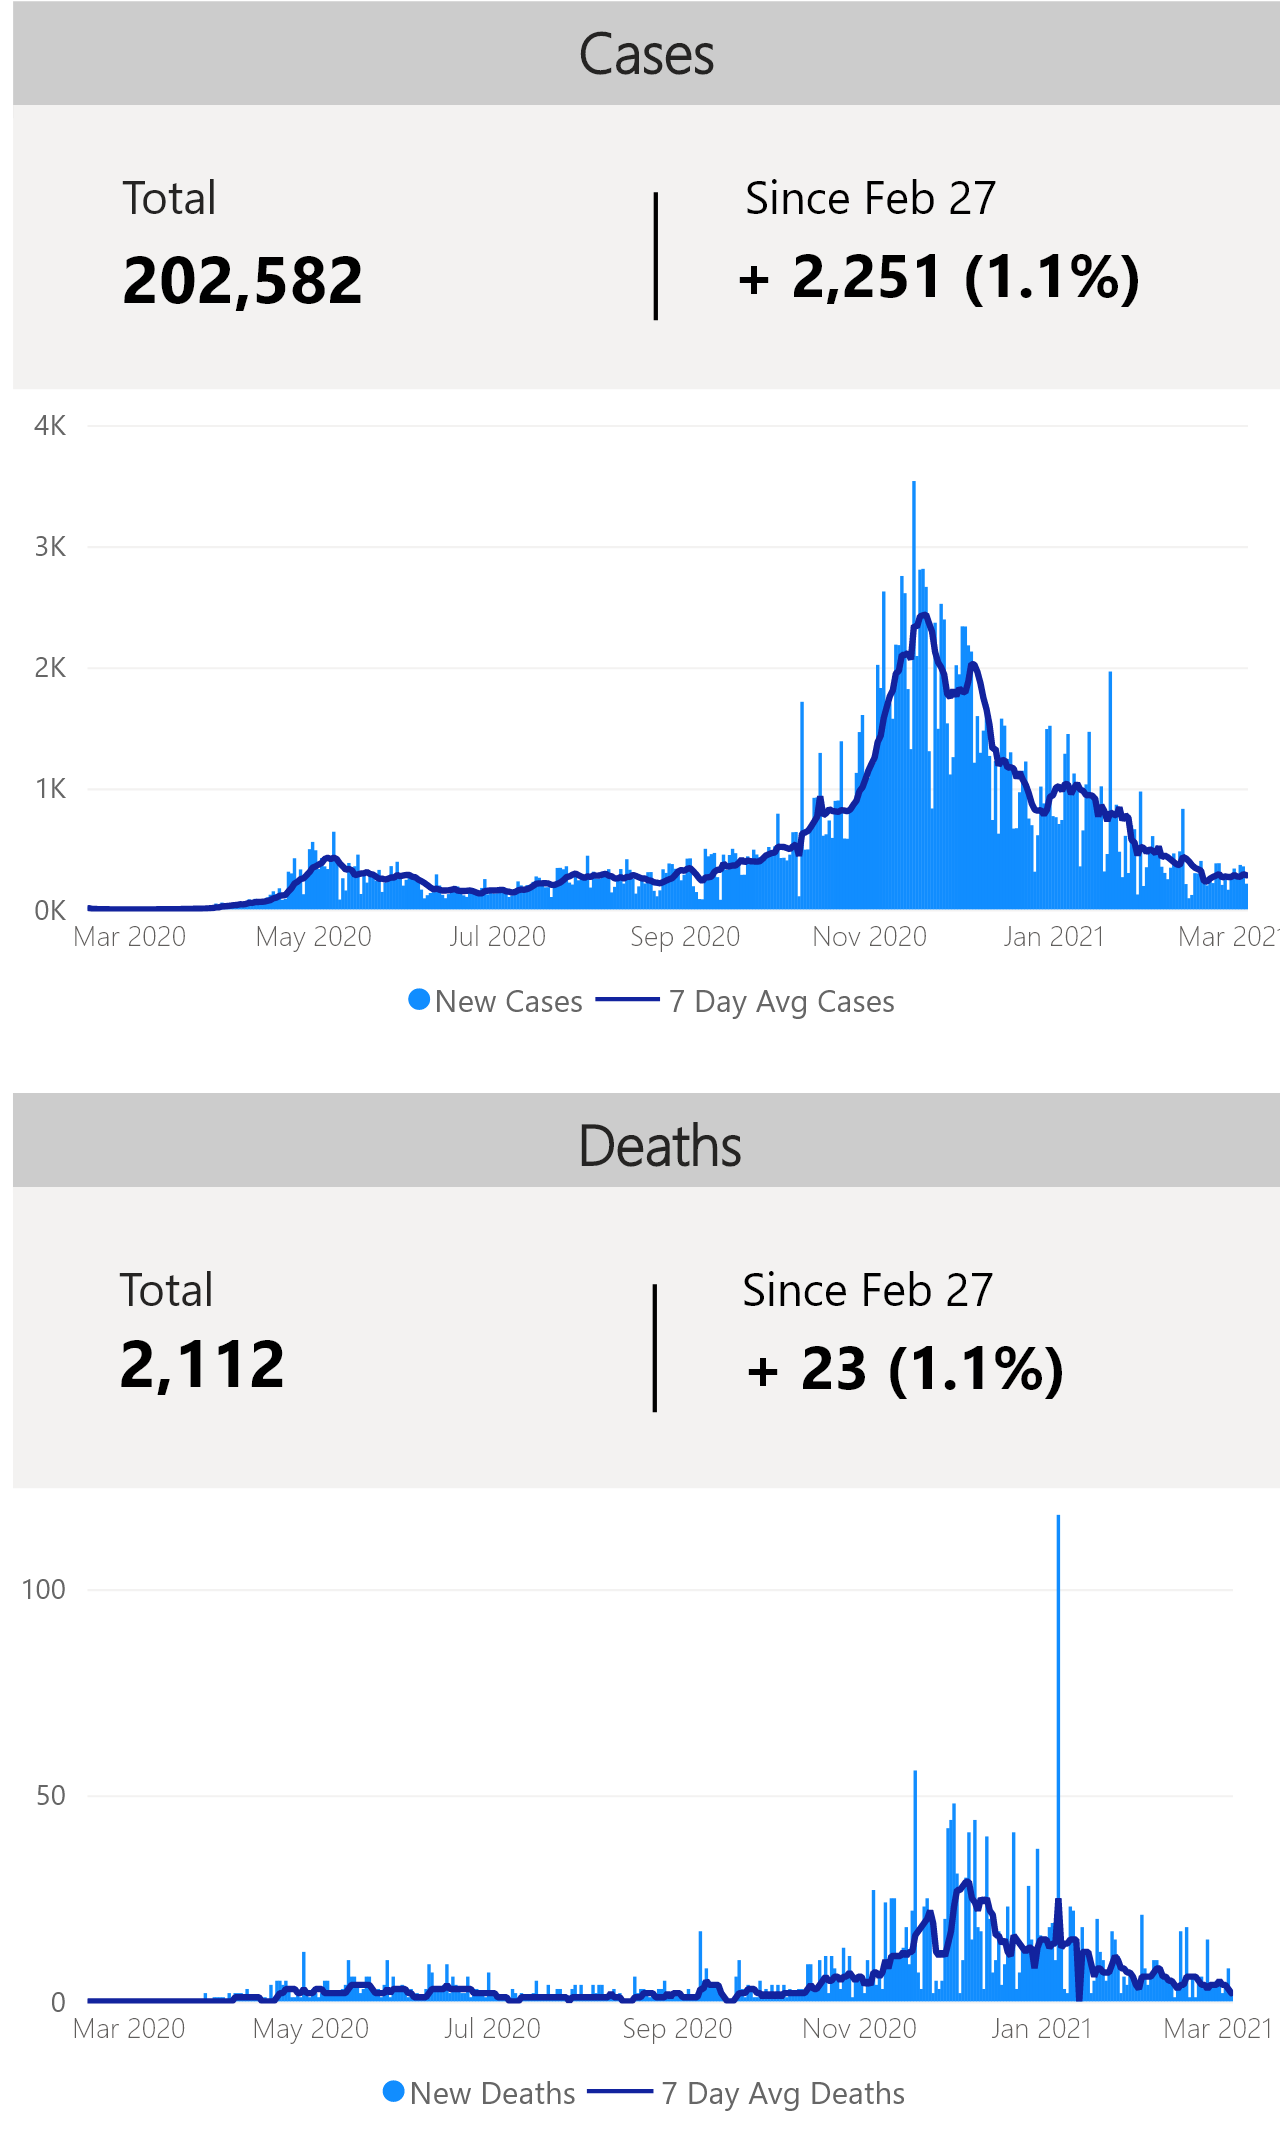 Cases
Total
Since Feb 27
202,582
+ 2,251 (1.1%)
4K
3K
2K
1K
0K
Mar 2020 May 2020 Jul 2020 Sep 2020 Nov 2020 Jan 2021 Mar 2021
New Cases 7 Day Avg Cases
Deaths
Total
Since Feb 27
2,112
+ 23 (1.1%)
100
50
0
Mar 2020 May 2020 Jul 2020 Sep 2020 Nov 2020 Jan 2021 Mar 2021
New Deaths 7 Day Avg Deaths